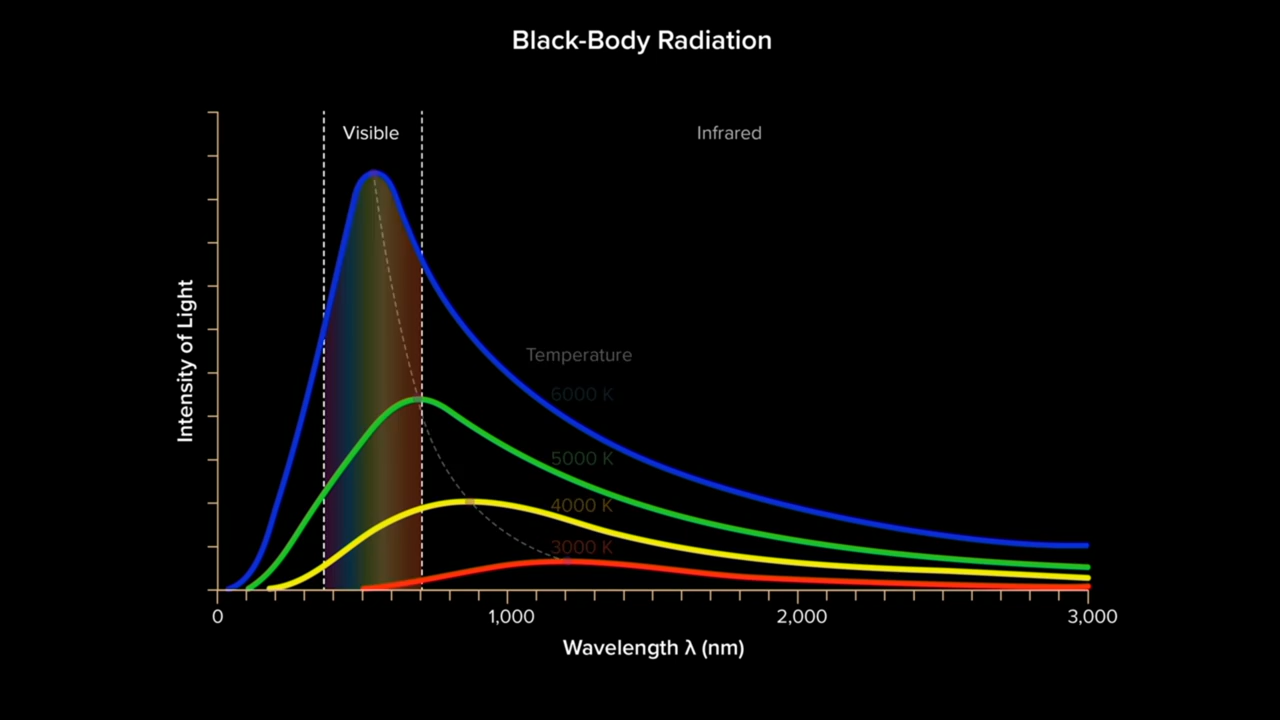 Black-Body Radiation
Visible
Infrared
Intensity of Light
Temperature
6000 K
5000 K
4000 K
3000 K
0
1,000
2,000
3,000
Wavelength λ (nm)